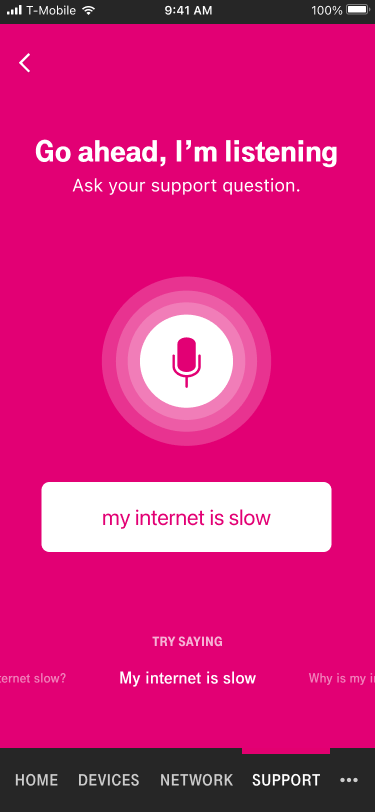 T-Mobile 9:41 AM 100%
Go ahead, I'm listening
Ask your support question.
my internet is slow
TRY SAYING
ernet slow? My internet is slow Why is my i
HOME DEVICES NETWORK SUPPORT •••